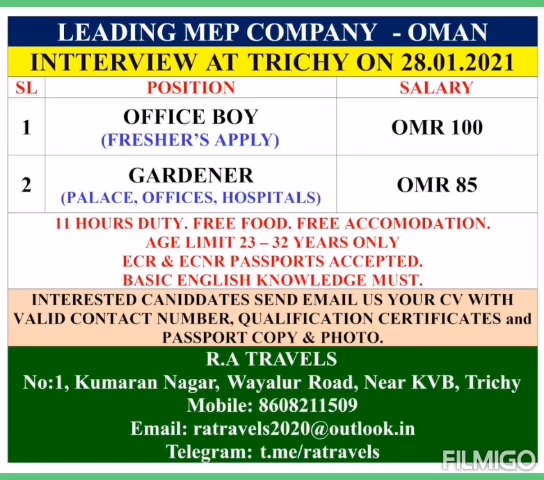 LEADING MEP COMPANY - OMAN
INTTERVIEW AT TRICHY ON 28.01.2021
SL POSITION SALARY
1 OFFICE BOY (FRESHER'S APPLY) OMR 100
2 GARDENER (PALACE, OFFICES, HOSPITALS) OMR 85
11 HOURS DUTY. FREE FOOD. FREE ACCOMODATION.
AGE LIMIT 23 – 32 YEARS ONLY
ECR & ECNR PASSPORTS ACCEPTED.
BASIC ENGLISH KNOWLEDGE MUST.
INTERESTED CANIDDATES SEND EMAIL US YOUR CV WITH
VALID CONTACT NUMBER, QUALIFICATION CERTIFICATES and
PASSPORT COPY & PHOTO.
R.A TRAVELS
No:1, Kumaran Nagar, Wayalur Road, Near KVB, Trichy
Mobile: 8608211509
Email: ratravels2020@outlook.in
Telegram: t.me/ratravels
FILMIGO